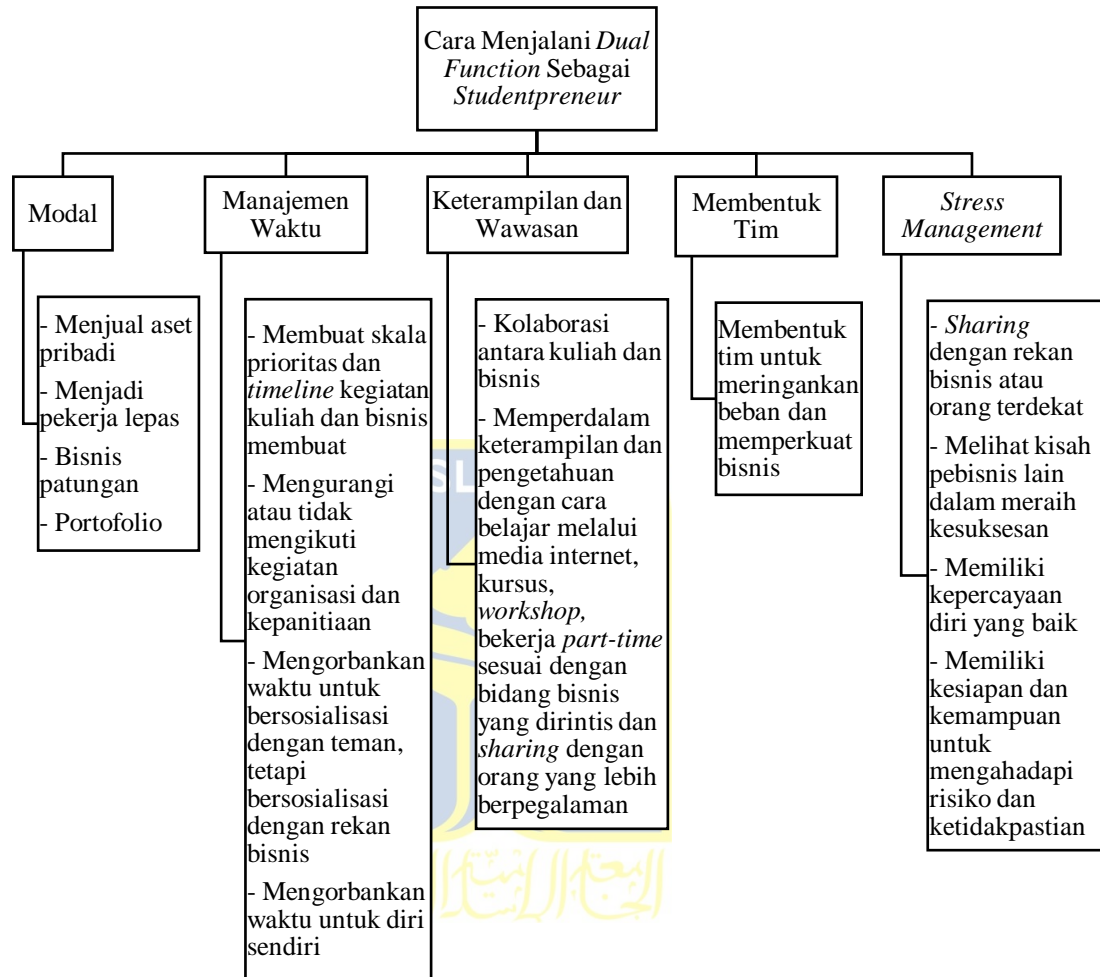 Cara Menjalani Dual
Function Sebagai
Studentpreneur
Modal
- Menjual aset
pribadi
- Menjadi
pekerja lepas
- Bisnis
patungan
- Portofolio
Manajemen
Waktu
- Membuat skala
prioritas dan
timeline kegiatan
kuliah dan bisnis
membuat
- Mengurangi
atau tidak
mengikuti
kegiatan
organisasi dan
kepanitiaan
- Mengorbankan
waktu untuk
bersosialisasi
dengan teman,
tetapi
bersosialisasi
dengan rekan
bisnis
- Mengorbankan
waktu untuk diri
sendiri
Keterampilan dan
Wawasan
- Kolaborasi
antara kuliah dan
bisnis
- Memperdalam
keterampilan dan
pengetahuan
dengan cara
belajar melalui
media internet,
kursus,
workshop,
bekerja part-time
sesuai dengan
bidang bisnis
yang dirintis dan
sharing dengan
orang yang lebih
berpegalaman
Membentuk
Tim
Membentuk
tim untuk
meringankan
beban dan
memperkuat
bisnis
Stress
Management
- Sharing
dengan rekan
bisnis atau
orang terdekat
- Melihat kisah
pebisnis lain
dalam meraih
kesuksesan
- Memiliki
kepercayaan
diri yang baik
- Memiliki
kesiapan dan
kemampuan
untuk
mengahadapi
risiko dan
ketidakpastian